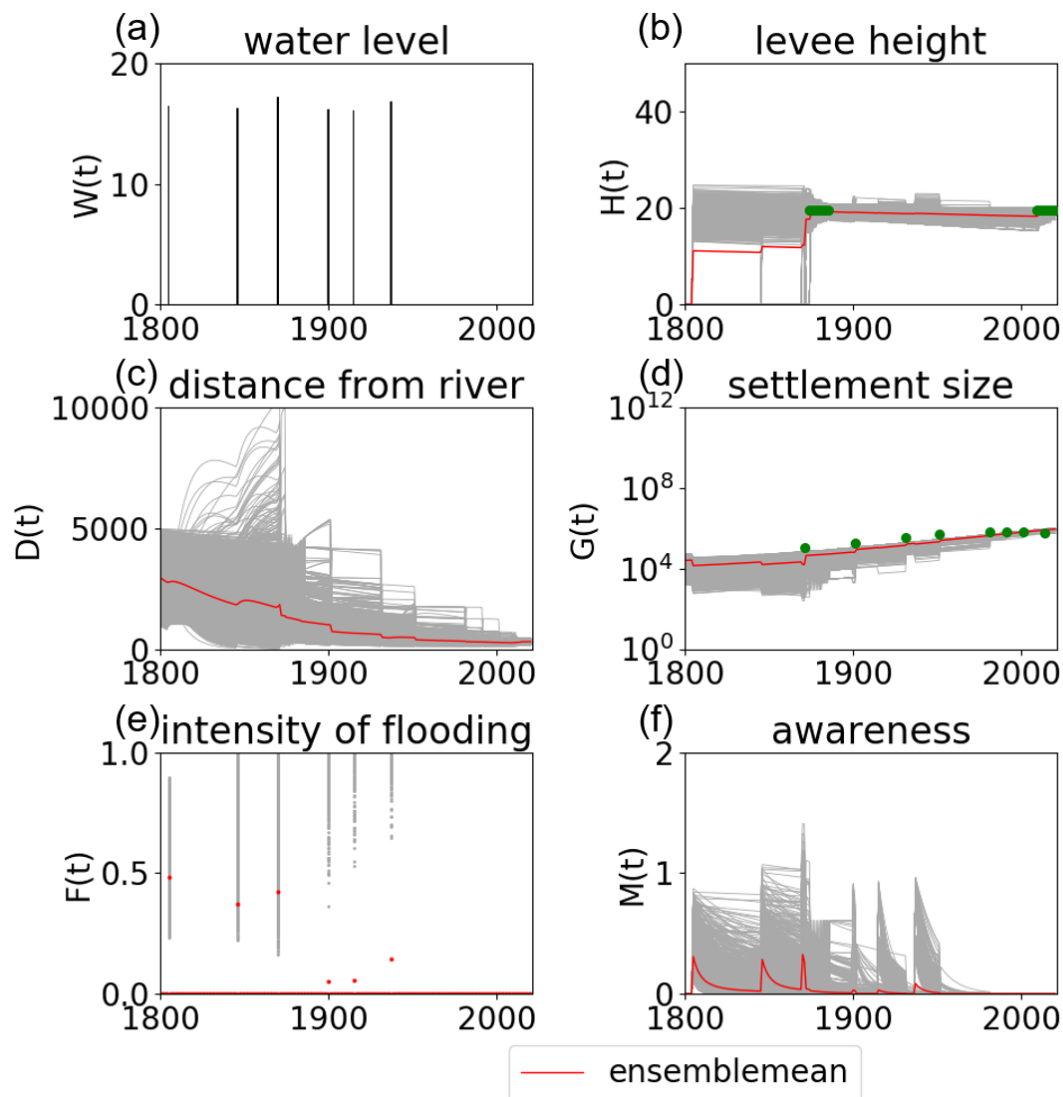 (a) water level
20
10
0
W(t)
1800 1900 2000
(b) levee height
40
20
0
H(t)
1800 1900 2000
(c) distance from river
10000
5000
0
D(t)
1800 1900 2000
(d) settlement size
10^12
10^8
10^4
10^0
G(t)
1800 1900 2000
(e) intensity of flooding
1.0
0.5
0.0
F(t)
1800 1900 2000
(f) awareness
2
1
0
M(t)
1800 1900 2000
ensemblemean